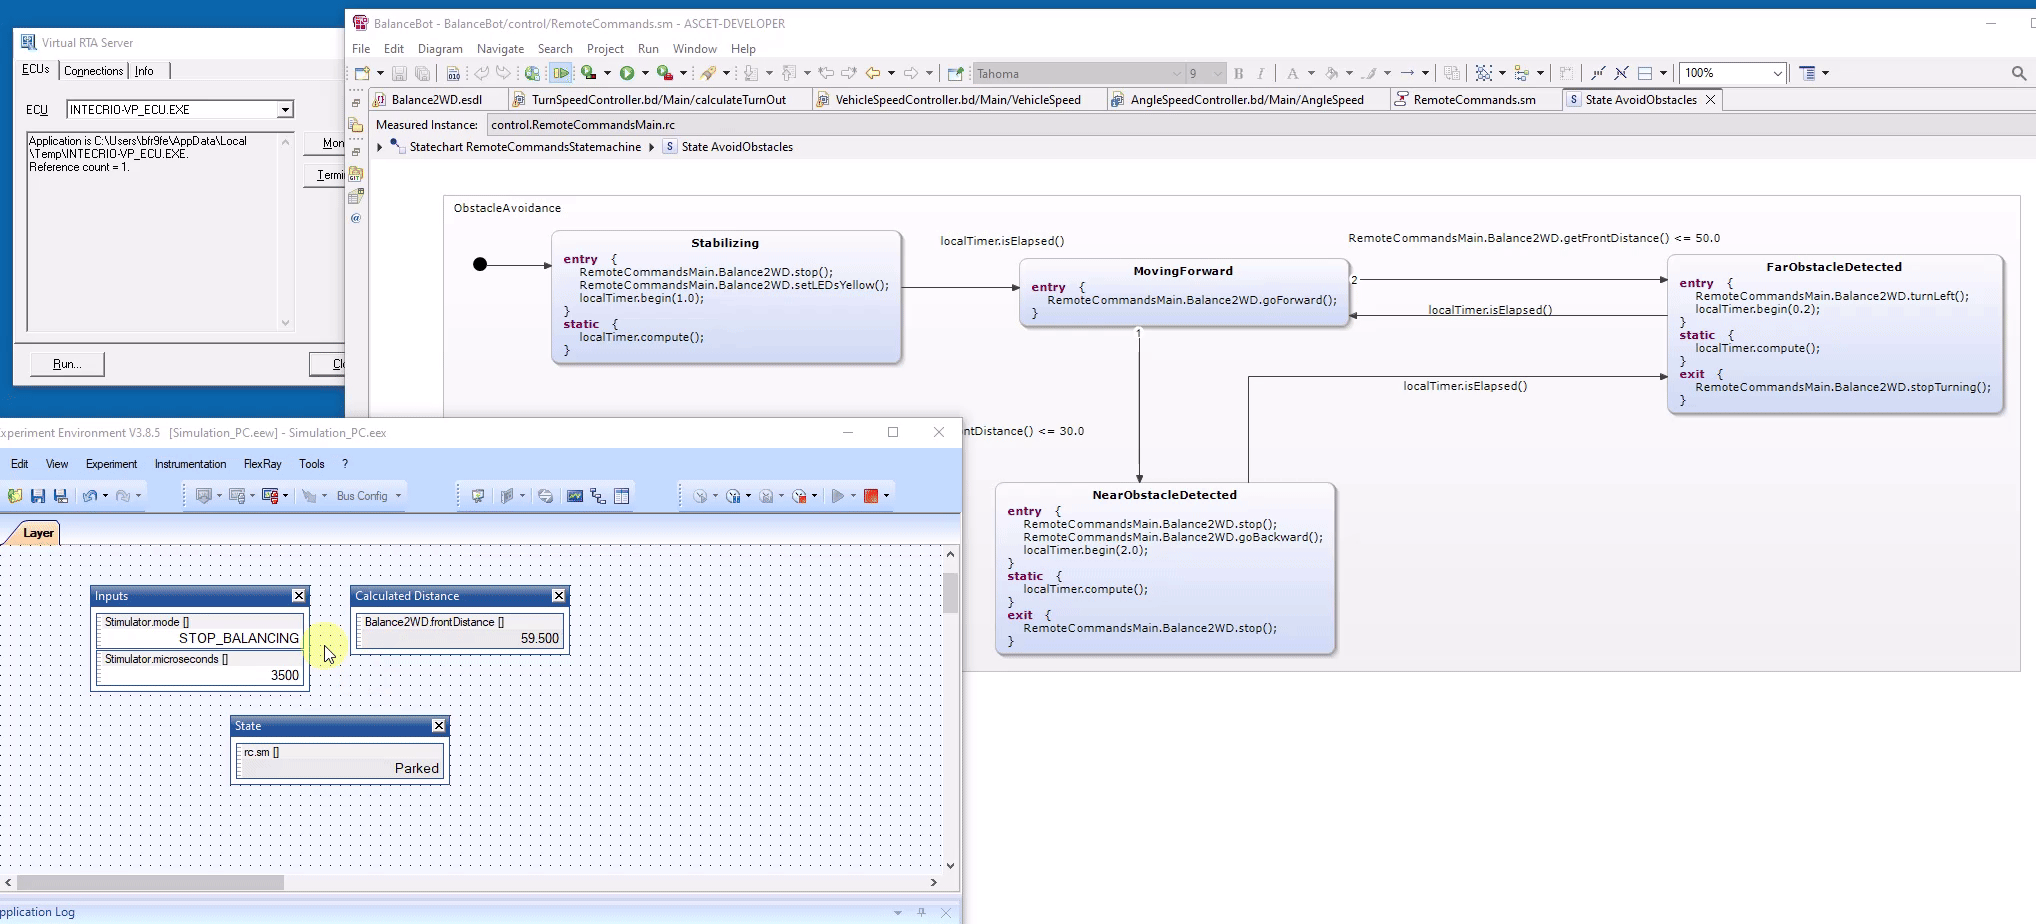 Virtual RTA Server
ECUs Connections Info
ECU INTECRIO-VP_ECU.EXE
Application is C:\Users\bfr9fe\AppData\Local
\Temp\INTECRIO-VP_ECU.EXE.
Reference count = 1.
Mon
Termi
Run...
Clo
BalanceBot - BalanceBot/control/RemoteCommands.sm - ASCET-DEVELOPER
File Edit Diagram Navigate Search Project Run Window Help
Tahoma 9 B I A 100%
Balance2WD.esdl TurnSpeedController.bd/Main/calculateTurnOut VehicleSpeedController.bd/Main/VehicleSpeed AngleSpeedController.bd/Main/AngleSpeed RemoteCommands.sm State AvoidObstacles
Measured Instance: control.RemoteCommandsMain.rc
Statechart RemoteCommandsStatemachine State AvoidObstacles
ObstacleAvoidance
Stabilizing
entry {
RemoteCommandsMain.Balance2WD.stop();
RemoteCommandsMain.Balance2WD.setLEDsYellow();
localTimer.begin(1.0);
}
static {
localTimer.compute();
}
localTimer.isElapsed()
MovingForward
entry {
RemoteCommandsMain.Balance2WD.goForward();
}
RemoteCommandsMain.Balance2WD.getFrontDistance() <= 50.0
2
localTimer.isElapsed()
1
FarObstacleDetected
entry {
RemoteCommandsMain.Balance2WD.turnLeft();
localTimer.begin(0.2);
}
static {
localTimer.compute();
}
exit {
RemoteCommandsMain.Balance2WD.stopTurning();
}
localTimer.isElapsed()
ntDistance() <= 30.0
NearObstacleDetected
entry {
RemoteCommandsMain.Balance2WD.stop();
RemoteCommandsMain.Balance2WD.goBackward();
localTimer.begin(2.0);
}
static {
localTimer.compute();
}
exit {
RemoteCommandsMain.Balance2WD.stop();
}
xperiment Environment V3.8.5 [Simulation_PC.eew] - Simulation_PC.eex
Edit View Experiment Instrumentation FlexRay Tools ?
Bus Config
Layer
Inputs
Stimulator.mode []
STOP_BALANCING
Stimulator.microseconds []
3500
Calculated Distance
Balance2WD.frontDistance []
59.500
State
rc.sm []
Parked
pplication Log